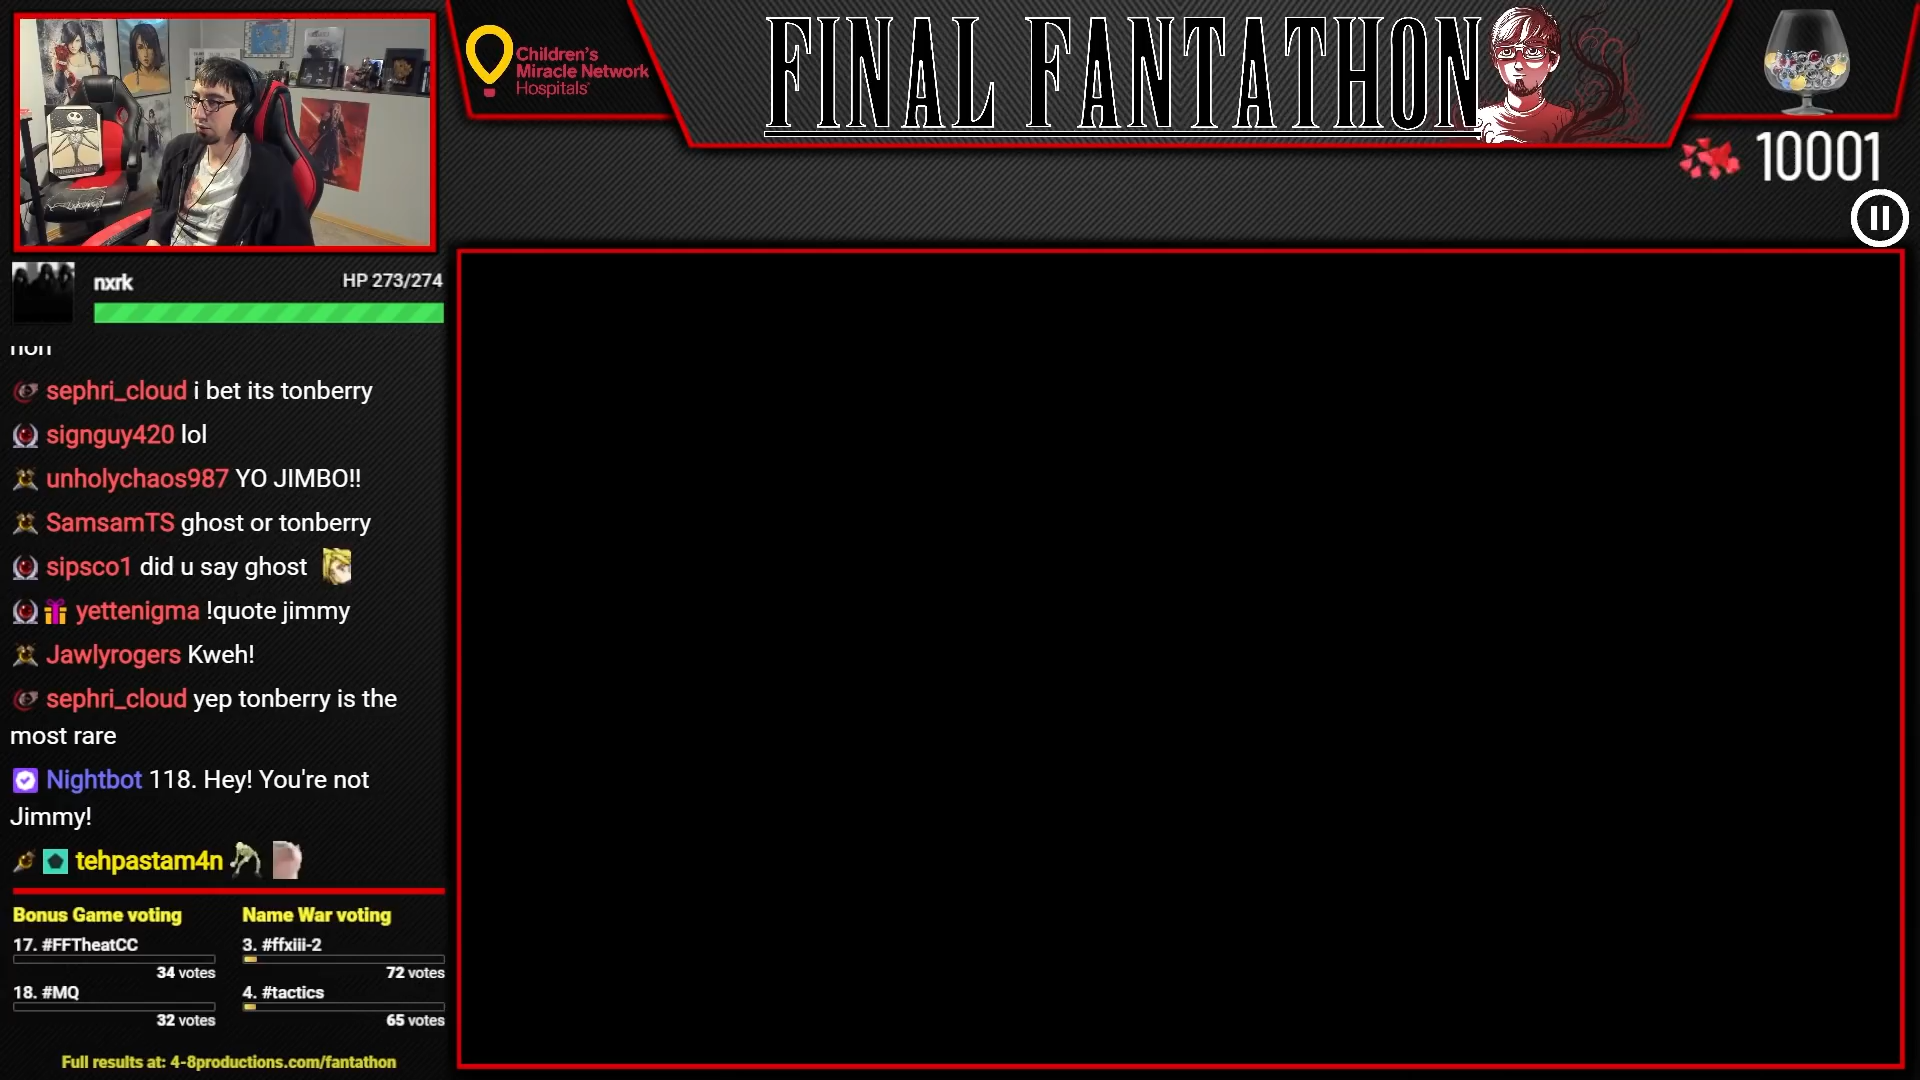 Children's
Miracle Network
Hospitals
FINAL FANTATHON
10001
nxrk
HP 273/274
sephri_cloud i bet its tonberry
signguy420 lol
unholychaos987 YO JIMBO!!
SamsamTS ghost or tonberry
sipsco1 did u say ghost
yettenigma !quote jimmy
Jawlyrogers Kweh!
sephri_cloud yep tonberry is the
most rare
Nightbot 118. Hey! You're not
Jimmy!
tehpastam4n
Bonus Game voting
17. #FFTheatCC
34 votes
18. #MQ
32 votes
Name War voting
3. #ffxiii-2
72 votes
4. #tactics
65 votes
Full results at: 4-8productions.com/fantathon